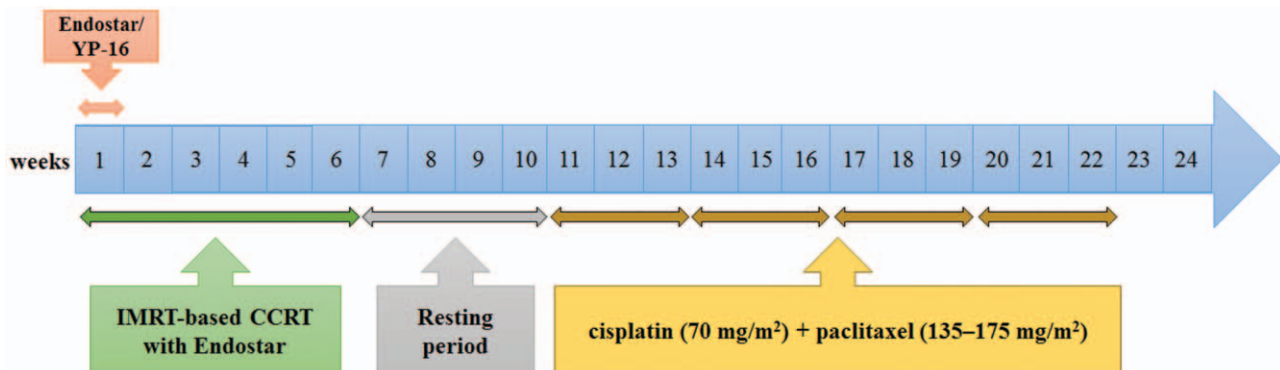 Endostar/
YP-16
weeks 1 2 3 4 5 6 7 8 9 10 11 12 13 14 15 16 17 18 19 20 21 22 23 24
IMRT-based CCRT
with Endostar
Resting
period
cisplatin (70 mg/m²) + paclitaxel (135–175 mg/m²)